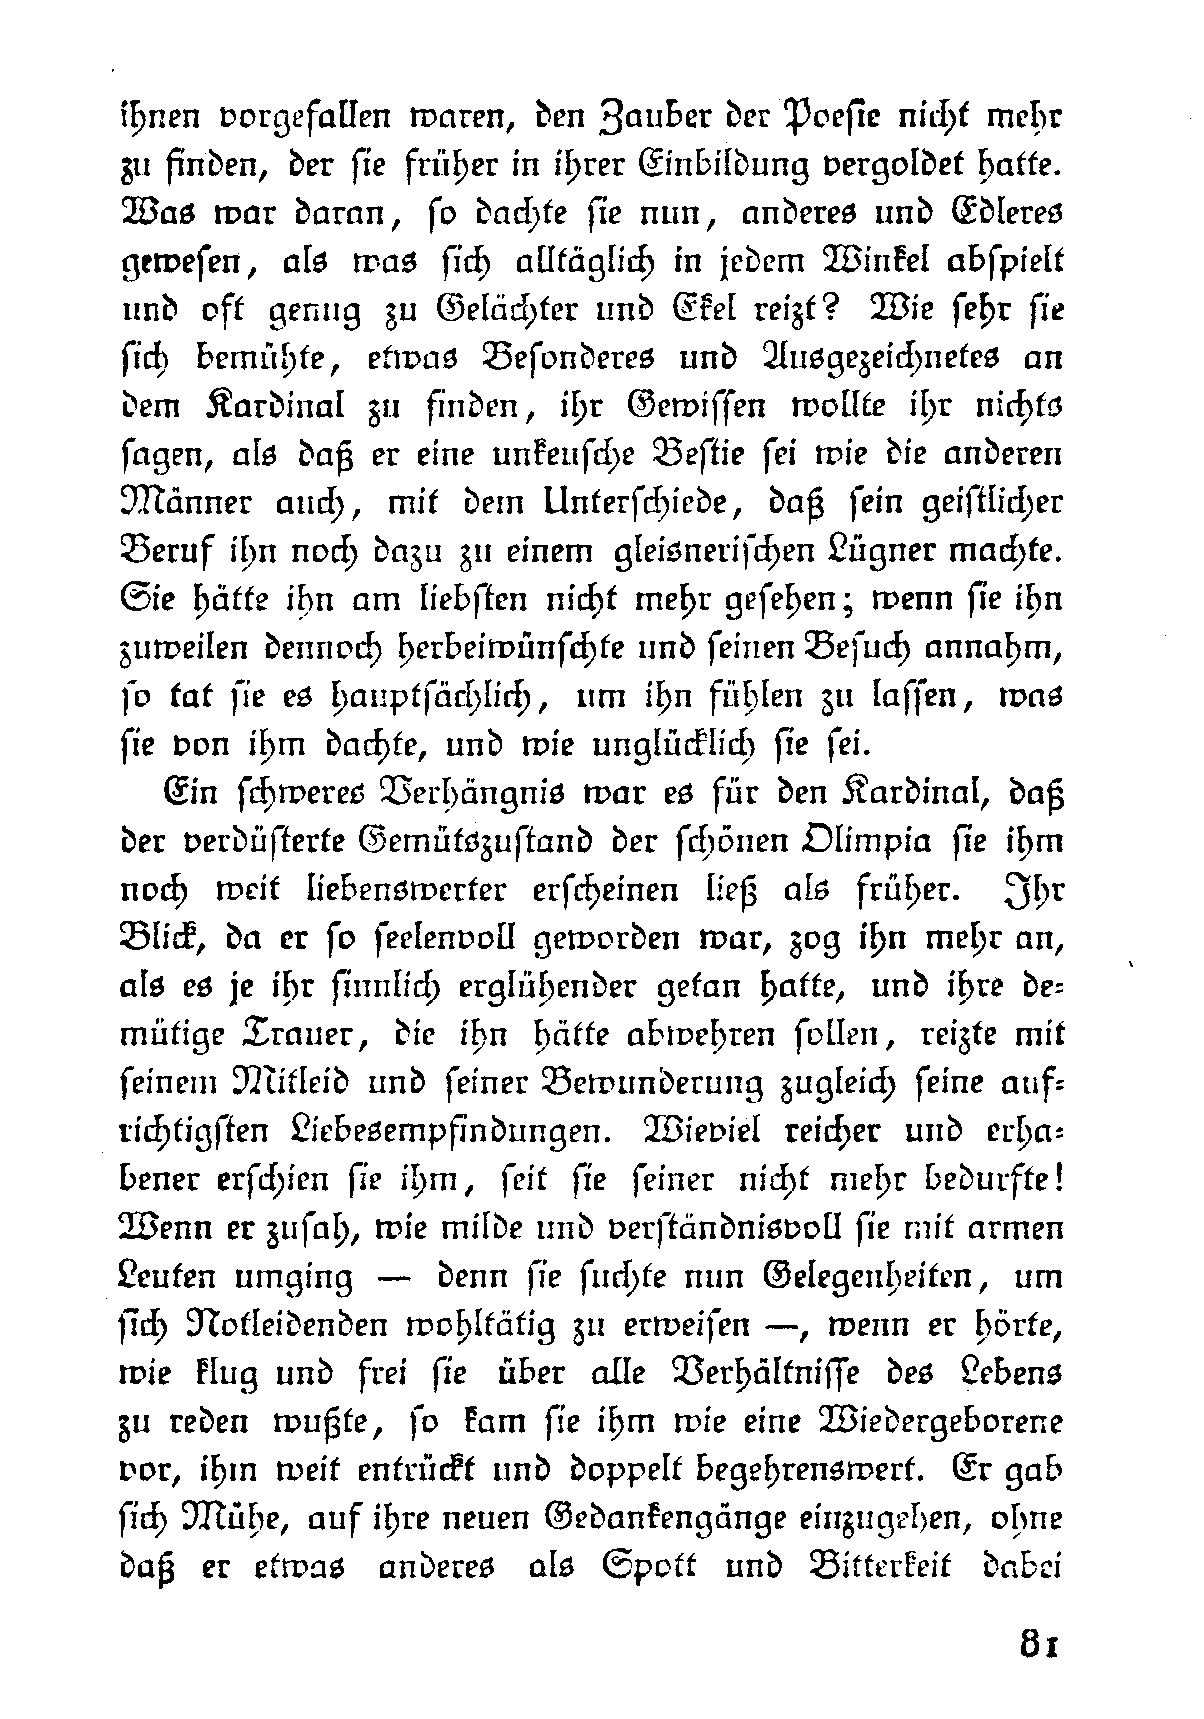 ihnen vorgefallen waren, den Zauber der Poesie nicht mehr
zu finden, der sie früher in ihrer Einbildung vergoldet hatte.
Was war daran, so dachte sie nun, anderes und Edleres
gewesen, als was sich alltäglich in jedem Winkel abspielt
und oft genug zu Gelächter und Ekel reizt? Wie sehr sie
sich bemühte, etwas Besonderes und Ausgezeichnetes an
dem Kardinal zu finden, ihr Gewissen wollte ihr nichts
sagen, als daß er eine unkeusche Bestie sei wie die anderen
Männer auch, mit dem Unterschiede, daß sein geistlicher
Beruf ihn noch dazu zu einem gleisnerischen Lügner machte.
Sie hätte ihn am liebsten nicht mehr gesehen; wenn sie ihn
zuweilen dennoch herbeiwünschte und seinen Besuch annahm,
so tat sie es hauptsächlich, um ihn fühlen zu lassen, was
sie von ihm dachte, und wie unglücklich sie sei.
Ein schweres Verhängnis war es für den Kardinal, daß
der verdüsterte Gemütszustand der schönen Olimpia sie ihm
noch weit liebenswerter erscheinen ließ als früher. Ihr
Blick, da er so seelenvoll geworden war, zog ihn mehr an,
als es je ihr sinnlich erglühender getan hatte, und ihre de-
mütige Trauer, die ihn hätte abwehren sollen, reizte mit
seinem Mitleid und seiner Bewunderung zugleich seine auf-
richtigsten Liebesempfindungen. Wieviel reicher und erha-
bener erschien sie ihm, seit sie seiner nicht mehr bedurfte!
Wenn er zusah, wie milde und verständnisvoll sie mit armen
Leuten umging — denn sie suchte nun Gelegenheiten, um
sich Notleidenden wohltätig zu erweisen —, wenn er hörte,
wie klug und frei sie über alle Verhältnisse des Lebens
zu reden wußte, so kam sie ihm wie eine Wiedergeborene
vor, ihm weit entrückt und doppelt begehrenswert. Er gab
sich Mühe, auf ihre neuen Gedankengänge einzugehen, ohne
daß er etwas anderes als Spott und Bitterkeit dabei
81